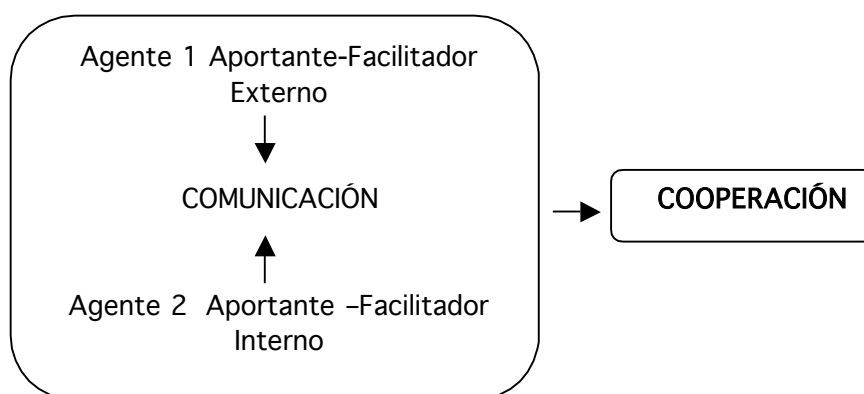 Agente 1 Aportante-Facilitador
Externo
COMUNICACIÓN
COOPERACIÓN
Agente 2 Aportante –Facilitador
Interno